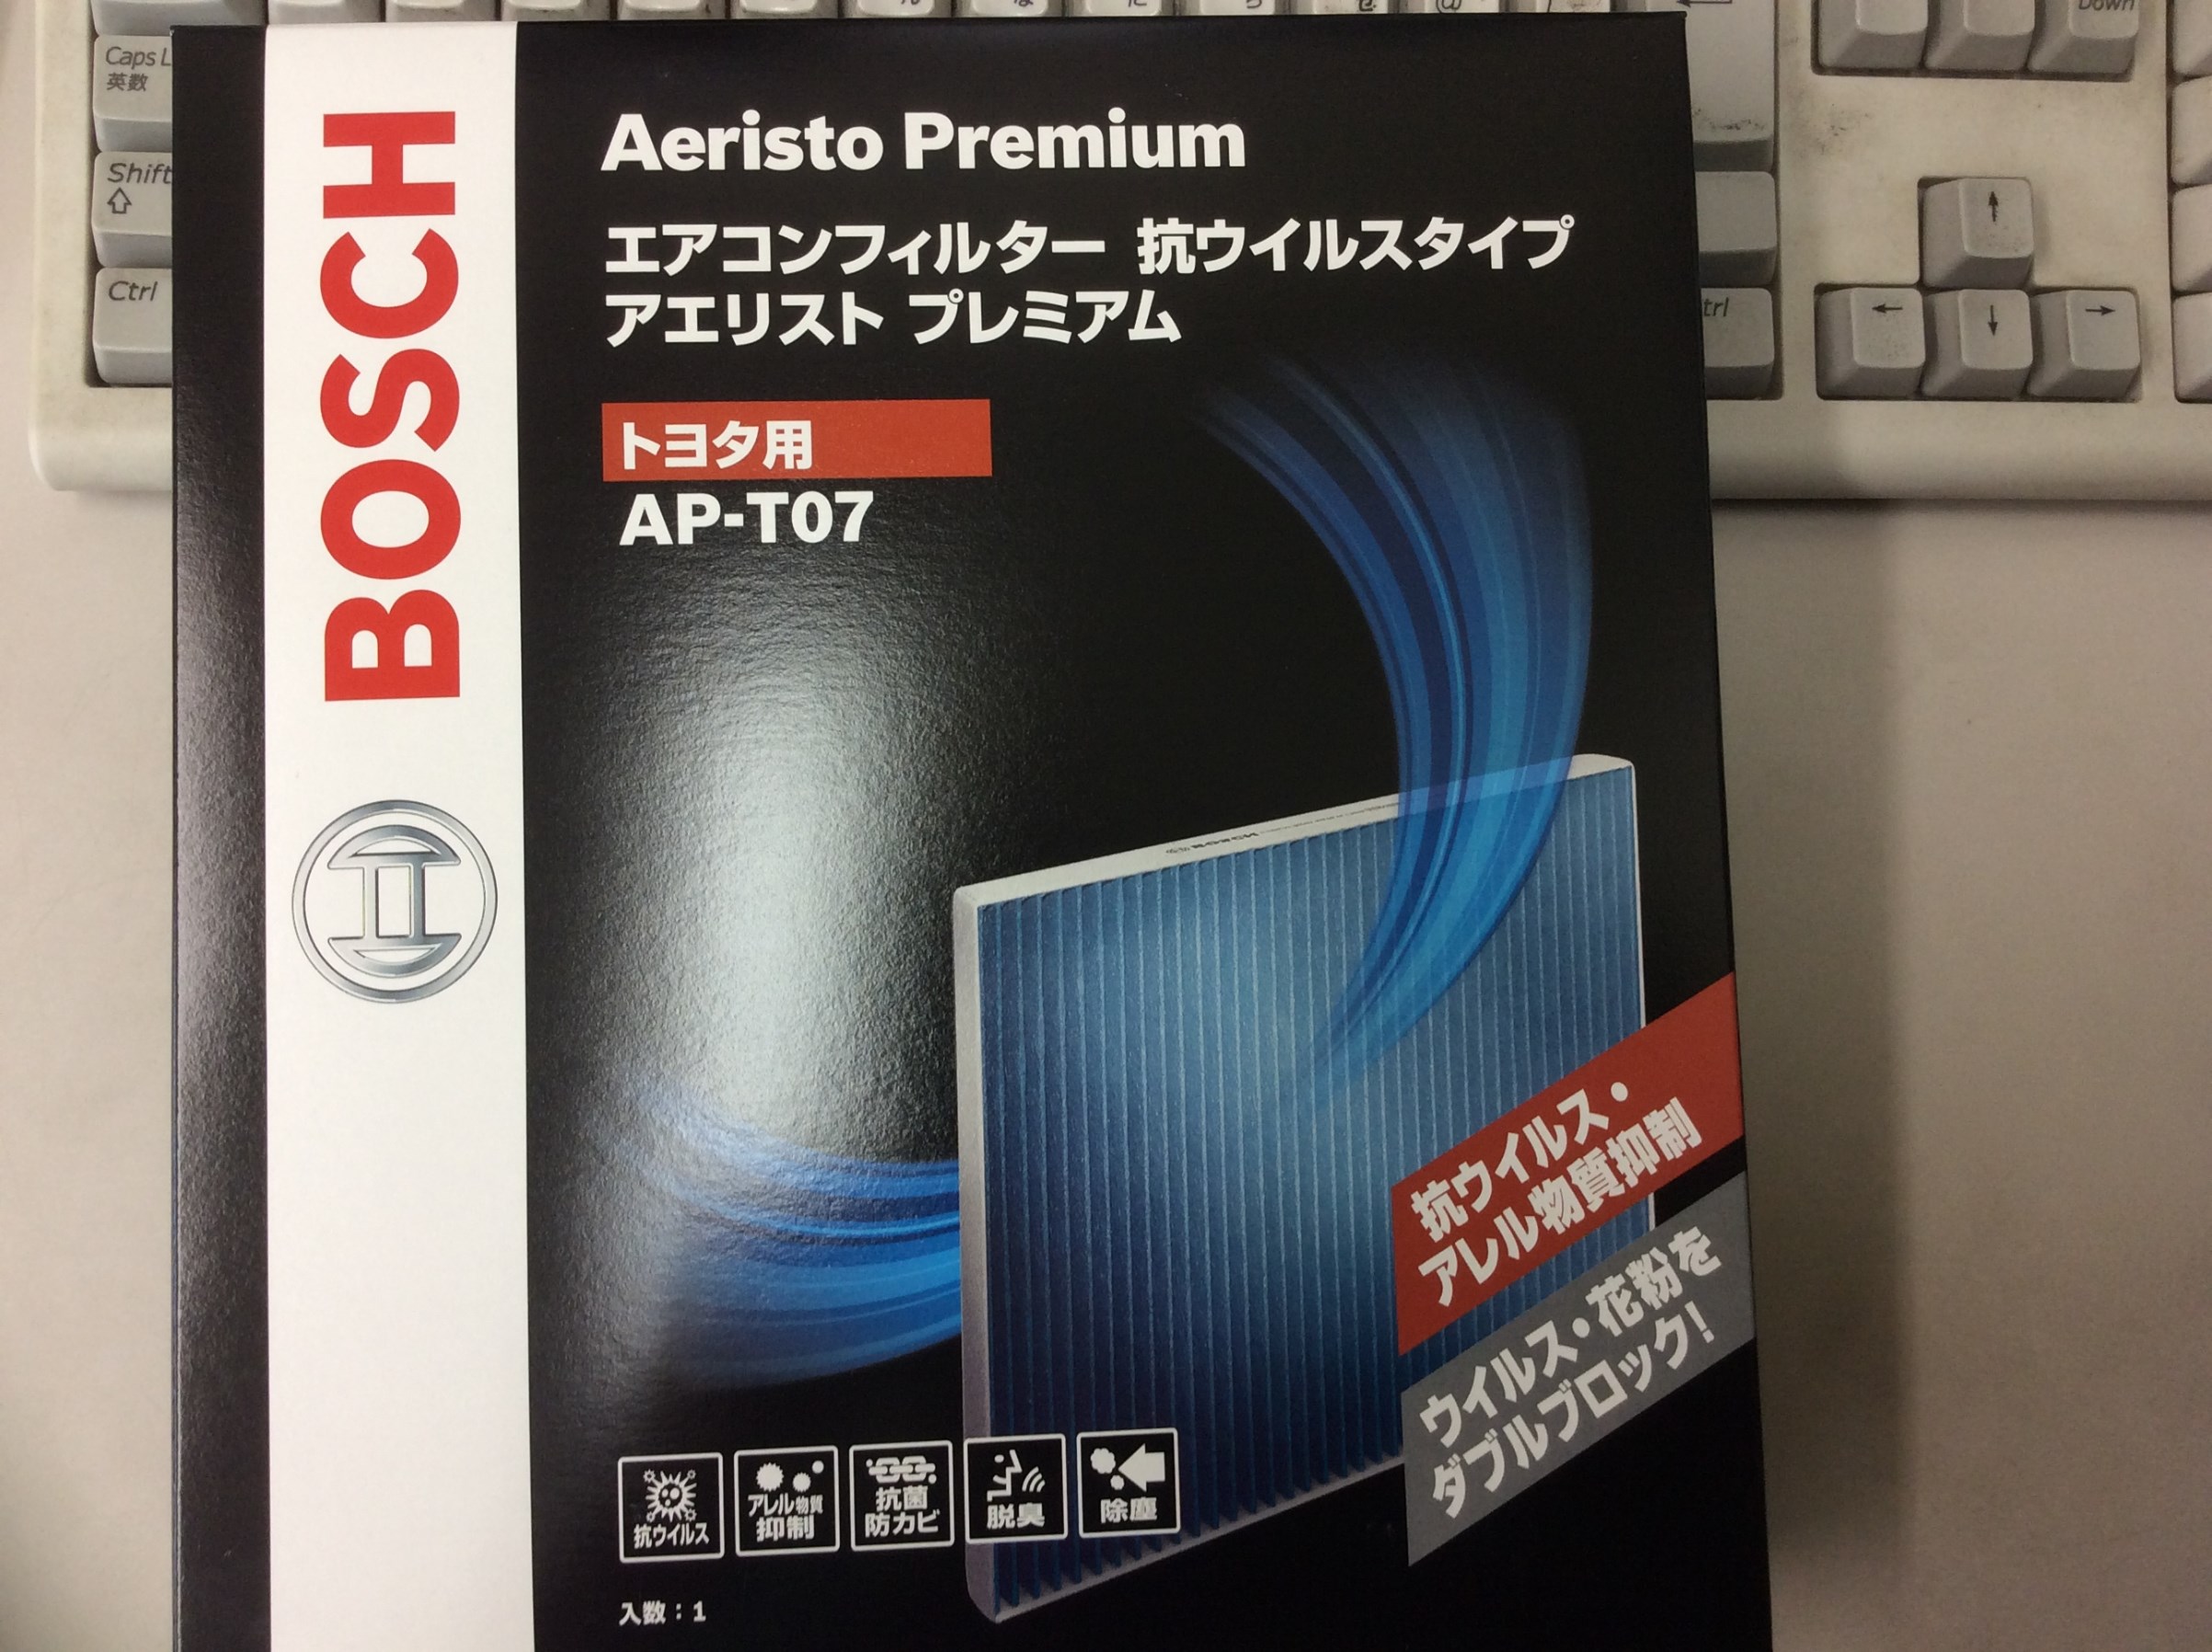 BOSCH
Aeristo Premium
エアコンフィルター 抗ウイルスタイプ
アエリスト プレミアム
トヨタ用
AP-T07
抗ウイルス・
アレル物質抑制
ウイルス・花粉を
ダブルブロック!
抗ウイルス
アレル物質
抑制
抗菌
防カビ
脱臭
除塵
入数:1
Caps L
英数
Shift
Ctrl
Down
trl